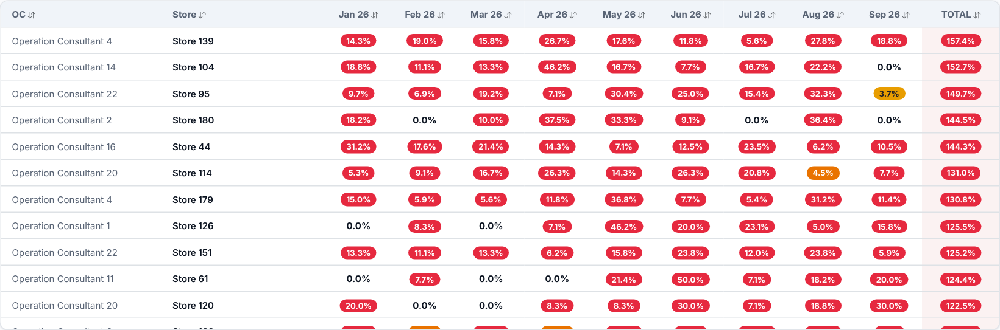 OC Store Jan 26 Feb 26 Mar 26 Apr 26 May 26 Jun 26 Jul 26 Aug 26 Sep 26 TOTAL
Operation Consultant 4 Store 139 14.3% 19.0% 15.8% 26.7% 17.6% 11.8% 5.6% 27.8% 18.8% 157.4%
Operation Consultant 14 Store 104 18.8% 11.1% 13.3% 46.2% 16.7% 7.7% 16.7% 22.2% 0.0% 152.7%
Operation Consultant 22 Store 95 9.7% 6.9% 19.2% 7.1% 30.4% 25.0% 15.4% 32.3% 3.7% 149.7%
Operation Consultant 2 Store 180 18.2% 0.0% 10.0% 37.5% 33.3% 9.1% 0.0% 36.4% 0.0% 144.5%
Operation Consultant 16 Store 44 31.2% 17.6% 21.4% 14.3% 7.1% 12.5% 23.5% 6.2% 10.5% 144.3%
Operation Consultant 20 Store 114 5.3% 9.1% 16.7% 26.3% 14.3% 26.3% 20.8% 4.5% 7.7% 131.0%
Operation Consultant 4 Store 179 15.0% 5.9% 5.6% 11.8% 36.8% 7.7% 5.4% 31.2% 11.4% 130.8%
Operation Consultant 1 Store 126 0.0% 8.3% 0.0% 7.1% 46.2% 20.0% 23.1% 5.0% 15.8% 125.5%
Operation Consultant 22 Store 151 13.3% 11.1% 13.3% 6.2% 15.8% 23.8% 12.0% 23.8% 5.9% 125.2%
Operation Consultant 11 Store 61 0.0% 7.7% 0.0% 0.0% 21.4% 50.0% 7.1% 18.2% 20.0% 124.4%
Operation Consultant 20 Store 120 20.0% 0.0% 0.0% 8.3% 8.3% 30.0% 7.1% 18.8% 30.0% 122.5%